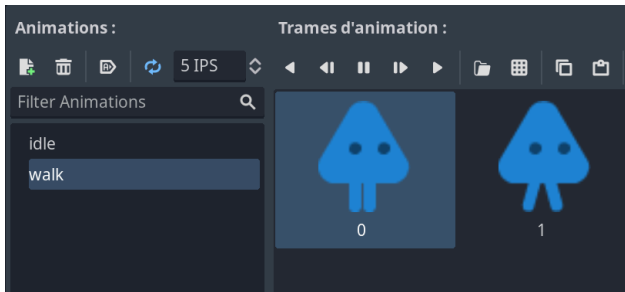 Animations :
Trames d'animation :
5 IPS
Filter Animations
idle
walk
0
1